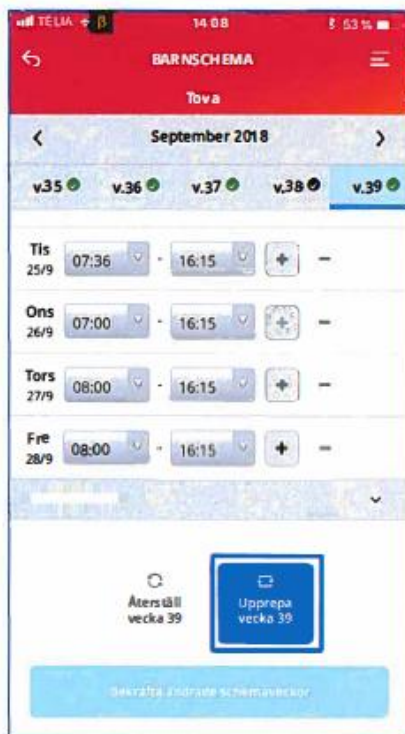 TELIA 14:08 53 %
BARNSCHEMA
Tova
September 2018
v.35 v.36 v.37 v.38 v.39
Tis 07:36 - 16:15 + -
25/9
Ons 07:00 - 16:15 + -
26/9
Tors 08:00 - 16:15 + -
27/9
Fre 08:00 - 16:15 + -
28/9
Återställ
vecka 39
Upprepa
vecka 39
Bekräfta ändrade schemaveckor